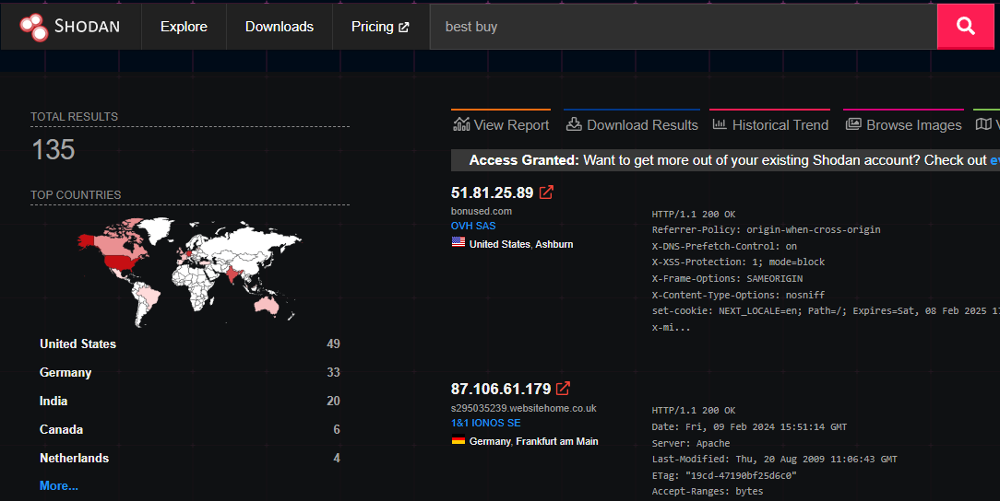 SHODAN Explore Downloads Pricing best buy
TOTAL RESULTS
135
TOP COUNTRIES
United States 49
Germany 33
India 20
Canada 6
Netherlands 4
More...
View Report Download Results Historical Trend Browse Images
Access Granted: Want to get more out of your existing Shodan account? Check out
51.81.25.89
bonused.com
OVH SAS
United States, Ashburn
HTTP/1.1 200 OK
Referrer-Policy: origin-when-cross-origin
X-DNS-Prefetch-Control: on
X-XSS-Protection: 1; mode=block
X-Frame-Options: SAMEORIGIN
X-Content-Type-Options: nosniff
set-cookie: NEXT_LOCALE=en; Path=/; Expires=Sat, 08 Feb 2025
x-mi...
87.106.61.179
s295035239.websitehome.co.uk
1&1 IONOS SE
Germany, Frankfurt am Main
HTTP/1.1 200 OK
Date: Fri, 09 Feb 2024 15:51:14 GMT
Server: Apache
Last-Modified: Thu, 20 Aug 2009 11:06:43 GMT
ETag: "19cd-47190bf25d6c0"
Accept-Ranges: bytes